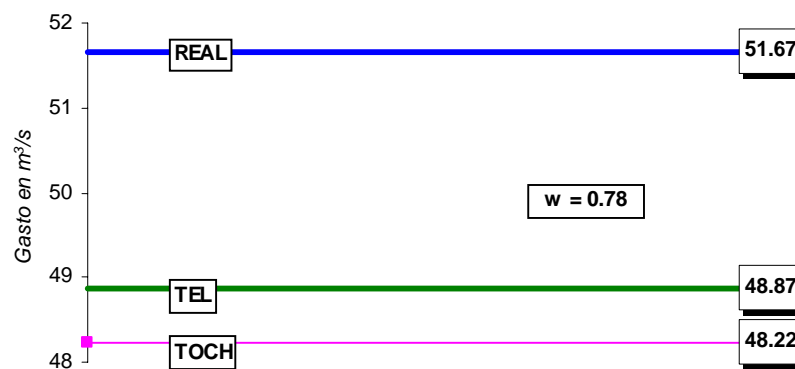 52
REAL
51.67
51
Gasto en m³/s
50
w = 0.78
49
TEL
48.87
TOCH
48.22
48